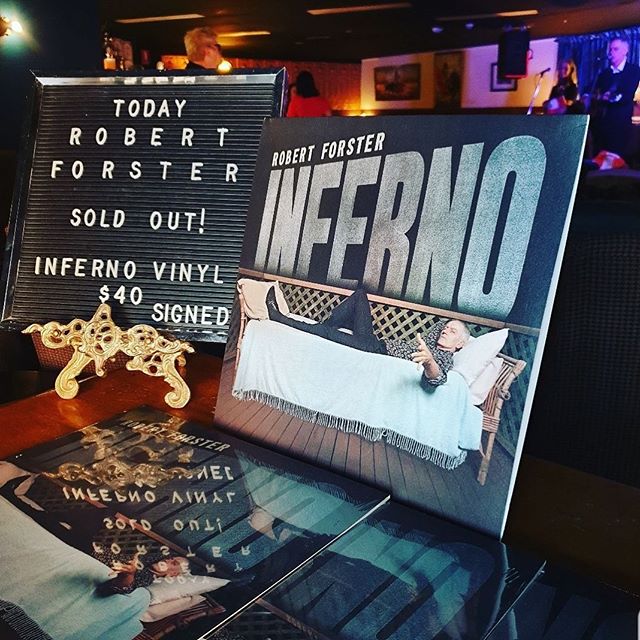 TODAY
ROBERT
FORSTER
SOLD OUT!
INFERNO VINYL
$40 SIGNED
ROBERT FORSTER
INFERNO